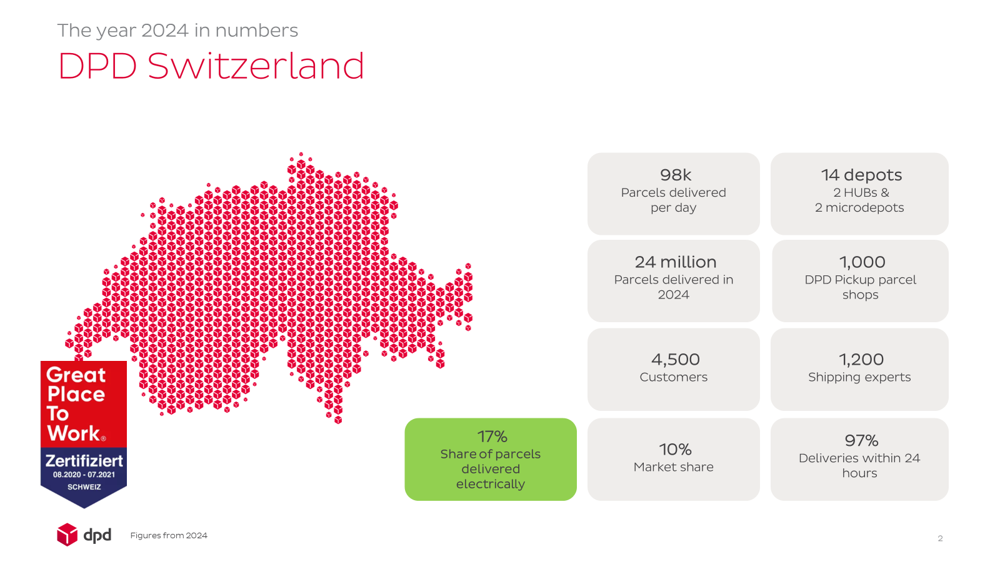 The year 2024 in numbers
DPD Switzerland
98k
Parcels delivered
per day
14 depots
2 HUBs &
2 microdepots
24 million
Parcels delivered in
2024
1,000
DPD Pickup parcel
shops
4,500
Customers
1,200
Shipping experts
17%
Share of parcels
delivered
electrically
10%
Market share
97%
Deliveries within 24
hours
Great
Place
To
Work®
Zertifiziert
08.2020 - 07.2021
SCHWEIZ
dpd
Figures from 2024
2